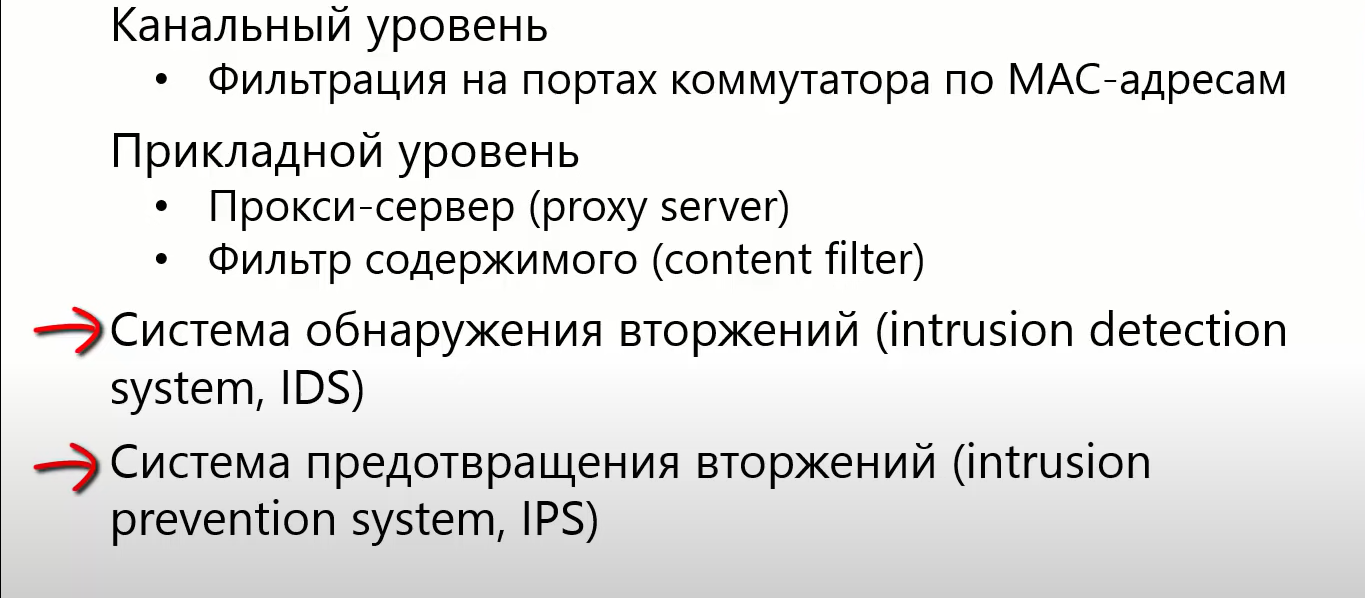 Канальный уровень
• Фильтрация на портах коммутатора по MAC-адресам
Прикладной уровень
• Прокси-сервер (proxy server)
• Фильтр содержимого (content filter)
Система обнаружения вторжений (intrusion detection
system, IDS)
Система предотвращения вторжений (intrusion
prevention system, IPS)